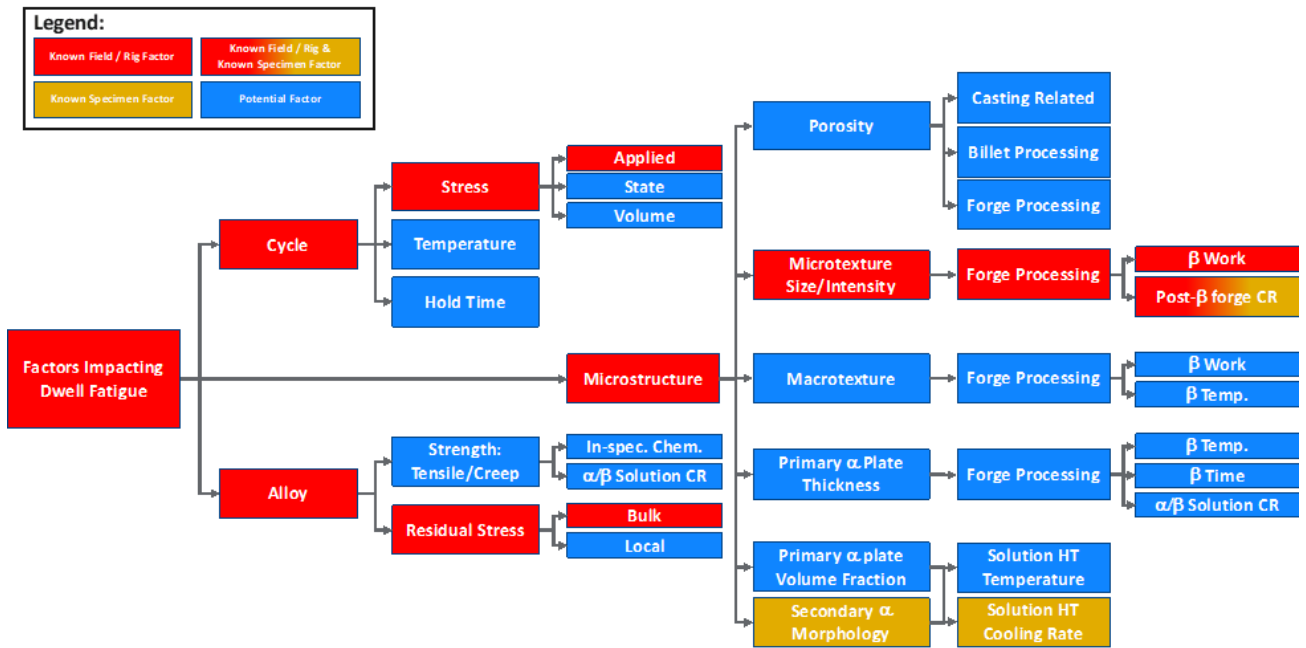 Legend:
Known Field / Rig Factor
Known Field / Rig &
Known Specimen Factor
Known Specimen Factor
Potential Factor
Factors Impacting
Dwell Fatigue
Cycle
Stress
Applied
State
Volume
Temperature
Hold Time
Microstructure
Alloy
Strength:
Tensile/Creep
In-spec. Chem.
α/β Solution CR
Residual Stress
Bulk
Local
Porosity
Casting Related
Billet Processing
Forge Processing
Microtexture
Size/Intensity
Forge Processing
β Work
Post-β forge CR
Macrotexture
Forge Processing
β Work
β Temp.
Primary α Plate
Thickness
Forge Processing
β Temp.
β Time
α/β Solution CR
Primary α plate
Volume Fraction
Solution HT
Temperature
Secondary α
Morphology
Solution HT
Cooling Rate